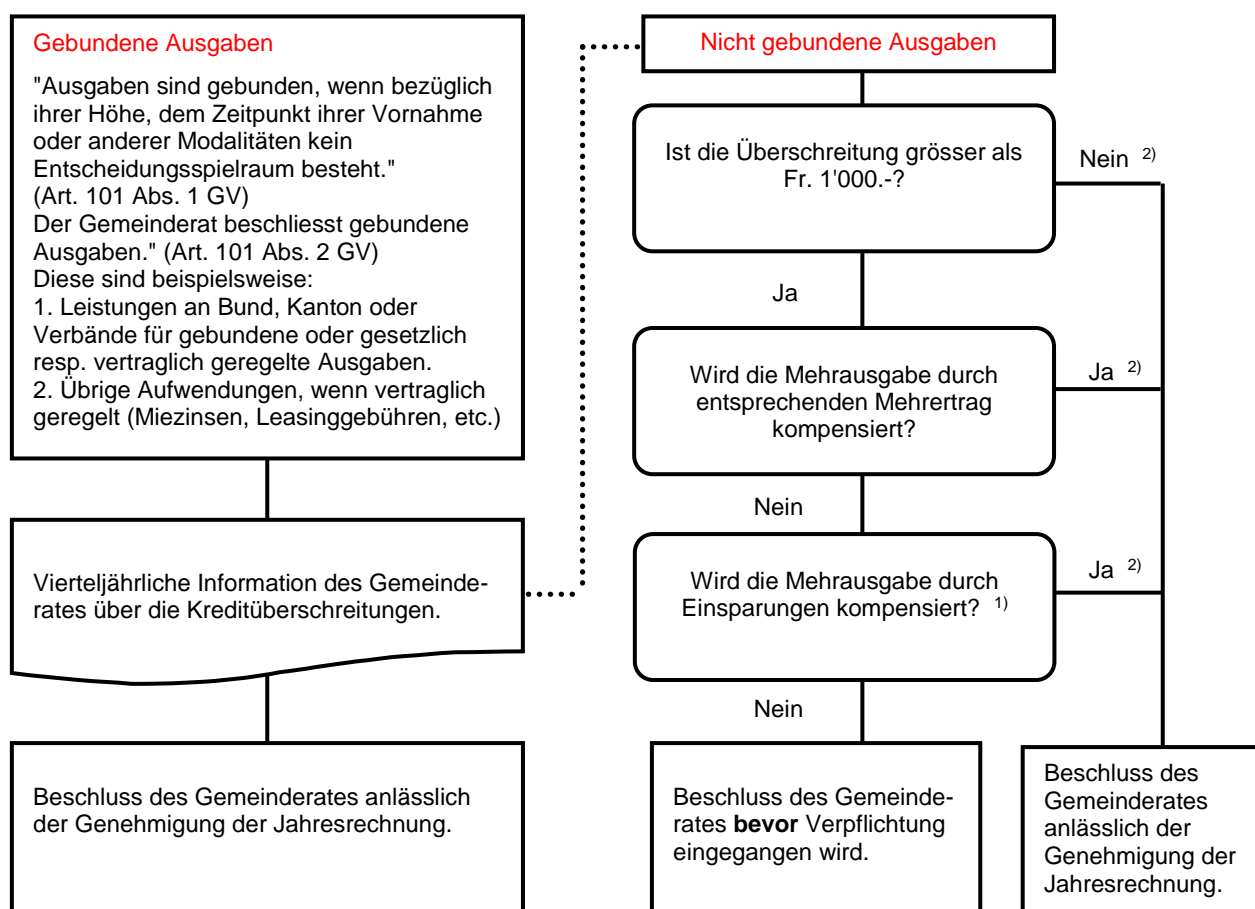 Gebundene Ausgaben
"Ausgaben sind gebunden, wenn bezüglich
ihrer Höhe, dem Zeitpunkt ihrer Vornahme
oder anderer Modalitäten kein
Entscheidungsspielraum besteht."
(Art. 101 Abs. 1 GV)
Der Gemeinderat beschliesst gebundene
Ausgaben." (Art. 101 Abs. 2 GV)
Diese sind beispielsweise:
1. Leistungen an Bund, Kanton oder
Verbände für gebundene oder gesetzlich
resp. vertraglich geregelte Ausgaben.
2. Übrige Aufwendungen, wenn vertraglich
geregelt (Miezinsen, Leasinggebühren, etc.)
Vierteljährliche Information des Gemeinde-
rates über die Kreditüberschreitungen.
Beschluss des Gemeinderates anlässlich
der Genehmigung der Jahresrechnung.
Nicht gebundene Ausgaben
Ist die Überschreitung grösser als
Fr. 1'000.-?
Nein 2)
Ja
Wird die Mehrausgabe durch
entsprechenden Mehrertrag
kompensiert?
Ja 2)
Nein
Wird die Mehrausgabe durch
Einsparungen kompensiert? 1)
Ja 2)
Nein
Beschluss des Gemeinde-
rates bevor Verpflichtung
eingegangen wird.
Beschluss des
Gemeinderates
anlässlich der
Genehmigung der
Jahresrechnung.